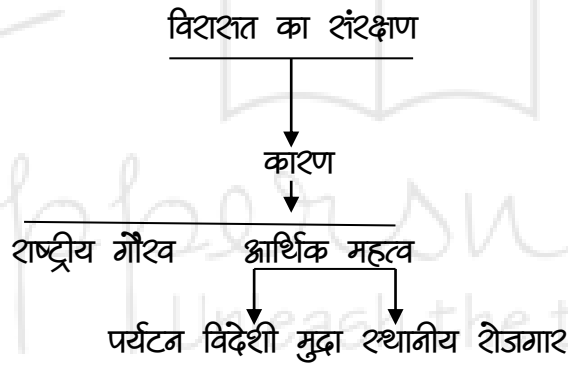 विरासत का संरक्षण
कारण
राष्ट्रीय गौरव आर्थिक महत्व
पर्यटन विदेशी मुद्रा स्थानीय रोजगार